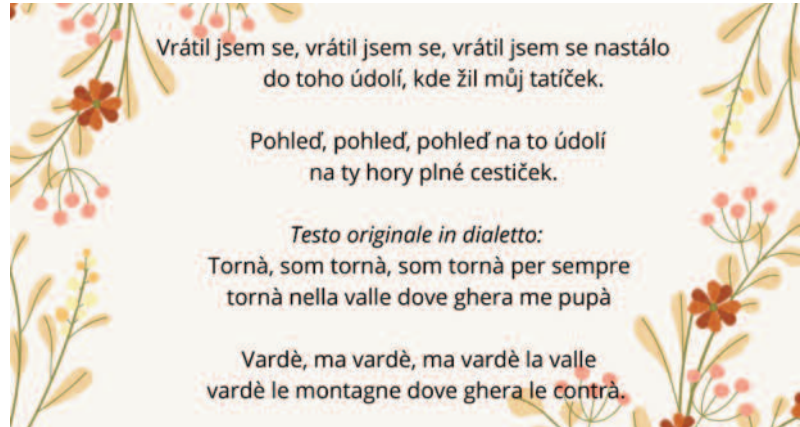 Vrátil jsem se, vrátil jsem se, vrátil jsem se nastálo
do toho údolí, kde žil můj tatíček.
Pohleď, pohleď, pohleď na to údolí
na ty hory plné cestiček.
Testo originale in dialetto:
Tornà, som tornà, som tornà per sempre
tornà nella valle dove ghera me pupà
Vardè, ma vardè, ma vardè la valle
vardè le montagne dove ghera le contrà.